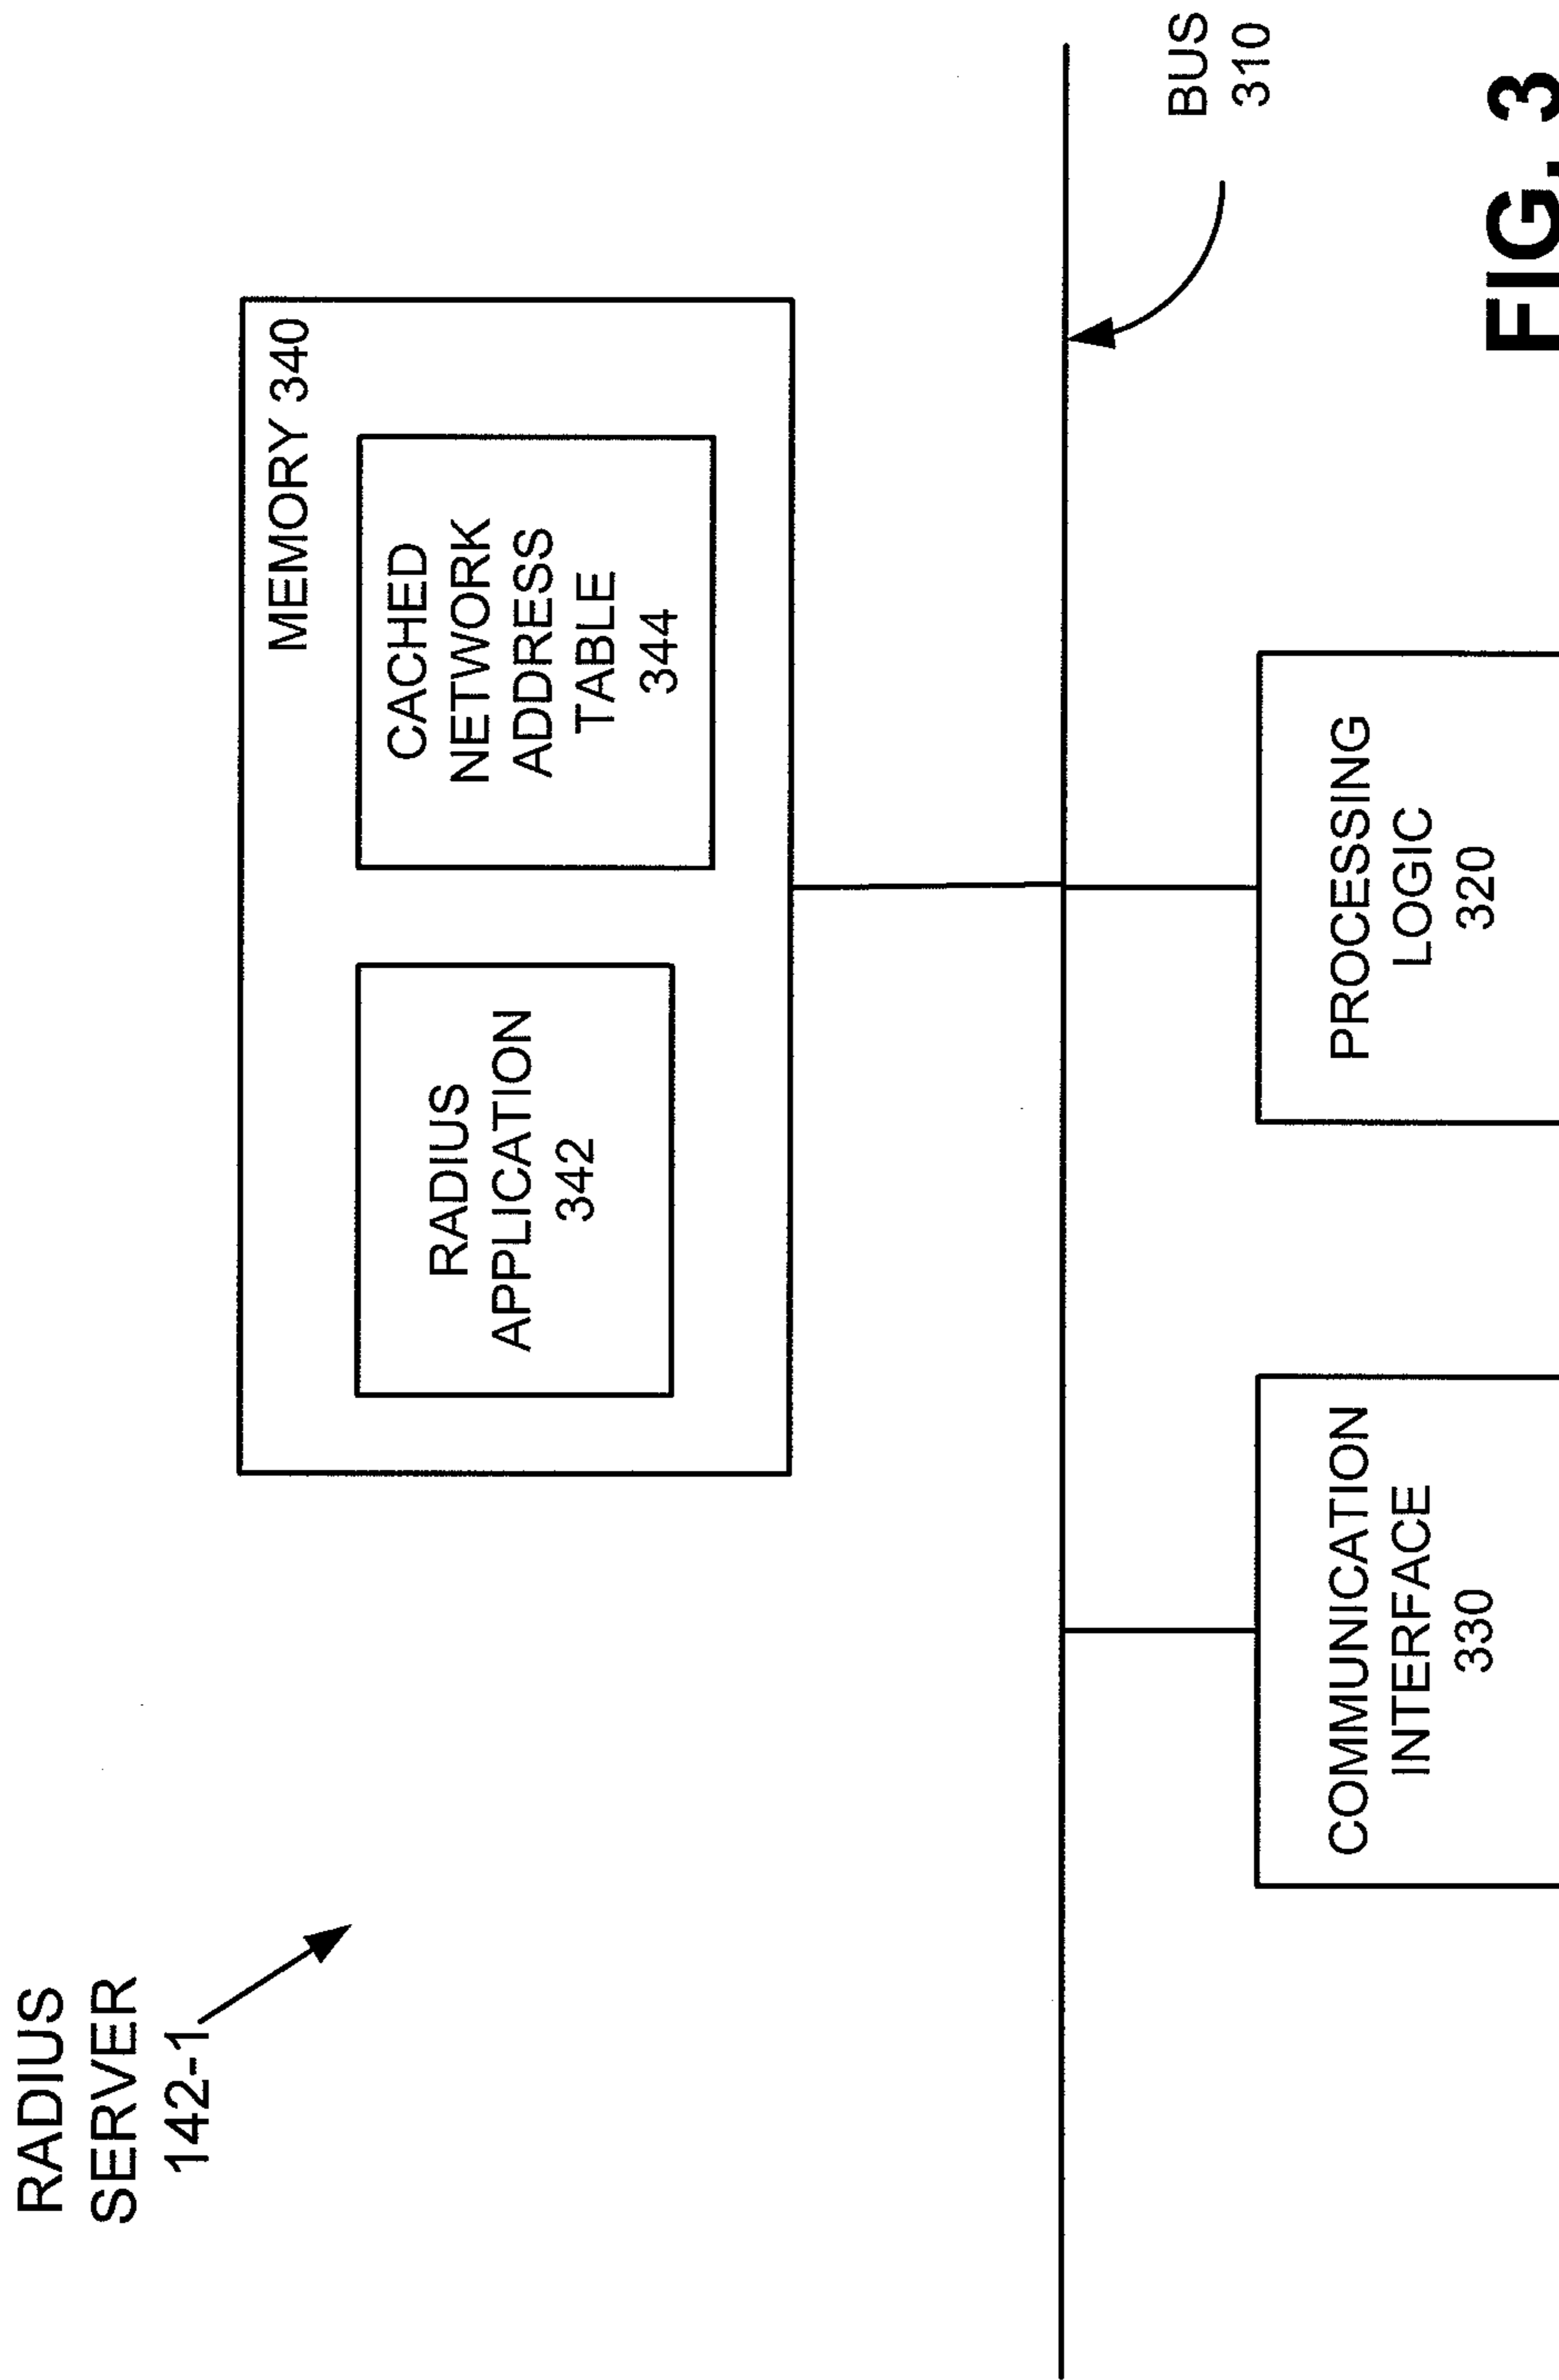 RADIUS
SERVER
142-1
MEMORY 340
RADIUS
APPLICATION
342
CACHED
NETWORK
ADDRESS
TABLE
344
BUS
310
COMMUNICATION
INTERFACE
330
PROCESSING
LOGIC
320
FIG. 3